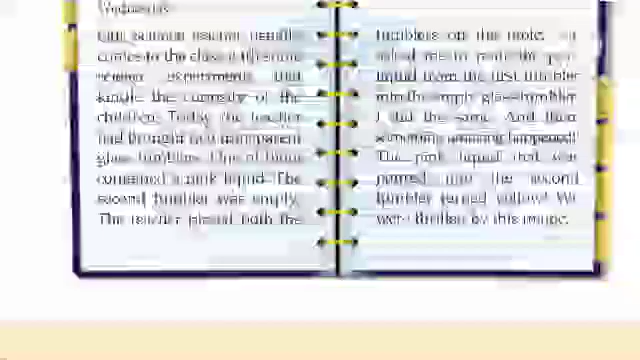 Wednesday
Our science teacher usually
comes to the class with some
science experiments that
kindle the curiosity of the
children. Today, the teacher
had brought two transparent
glass tumblers. One of them
contained a pink liquid. The
second tumbler was empty.
The teacher placed both the
tumblers on the table.
asked me to pour the pink
liquid from the first tumbler
into the empty glass tumbler
I did the same. And then
something amazing happened!
The pink liquid that was
poured into the second
tumbler turned yellow! We
were thrilled by this magic.